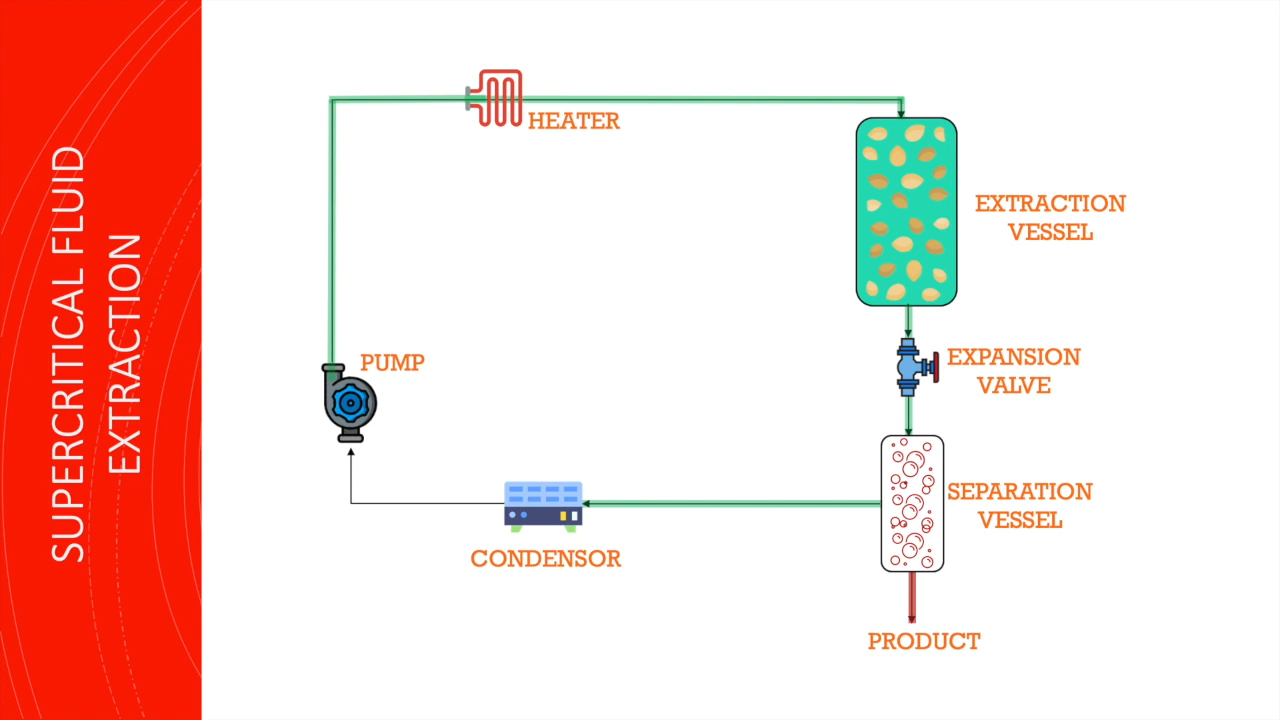 SUPERCRITICAL FLUID
EXTRACTION
HEATER
EXTRACTION
VESSEL
PUMP
EXPANSION
VALVE
SEPARATION
VESSEL
CONDENSOR
PRODUCT